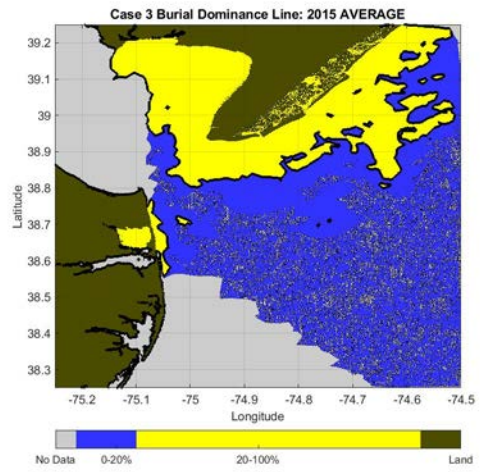 Case 3 Burial Dominance Line: 2015 AVERAGE
39.2
39.1
39
38.9
38.8
38.7
38.6
38.5
38.4
38.3
Latitude
-75.2 -75.1 -75 -74.9 -74.8 -74.7 -74.6 -74.5
Longitude
No Data 0-20% 20-100% Land